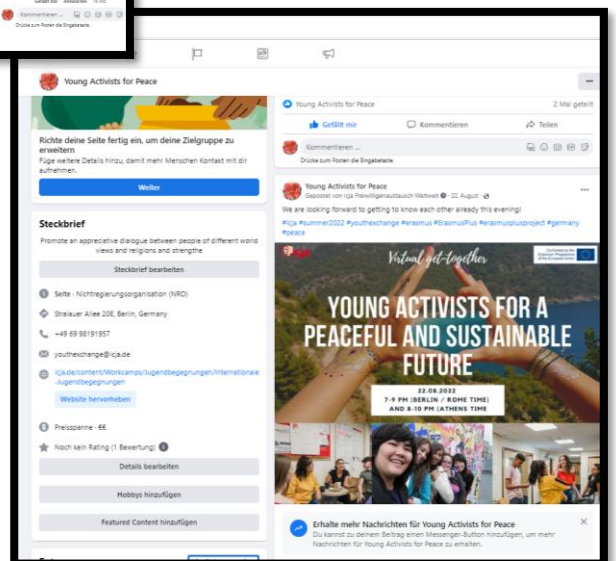 Gefällt mir Antworten 19 Std.
Kommentieren ...
Drücke zum Posten die Eingabetaste.
Young Activists for Peace
Richte deine Seite fertig ein, um deine Zielgruppe zu
erweitern
Füge weitere Details hinzu, damit mehr Menschen Kontakt mit dir
aufnehmen.
Weiter
Steckbrief
Promote an appreciative dialogue between people of different world
views and religions and strengthe
Steckbrief bearbeiten
Seite · Nichtregierungsorganisation (NRO)
Stralauer Allee 20E, Berlin, Germany
+49 69 98191957
youthexchange@icja.de
icja.de/content/Workcamps/Jugendbegegnungen/Internationale
-Jugendbegegnungen
Website hervorheben
Preisspanne · €€
Noch kein Rating (1 Bewertung)
Details bearbeiten
Hobbys hinzufügen
Featured Content hinzufügen
Young Activists for Peace
2 Mal geteilt
Gefällt mir Kommentieren Teilen
Kommentieren ...
Drücke zum Posten die Eingabetaste.
Young Activists for Peace
Gepostet von Icja Freiwilligenaustausch Weltweit · 22. August ·
We are looking forward to getting to know each other already this evening!
#icja #summer2022 #youthexchange #erasmus #ErasmusPlus #erasmusplusproject #germany
#peace
icja
Virtual get-together
Co-funded by the
Erasmus+ Programme
of the European Union
YOUNG ACTIVISTS FOR A
PEACEFUL AND SUSTAINABLE
FUTURE
22.08.2022
7-9 PM (BERLIN / ROME TIME)
AND 8-10 PM (ATHENS TIME
Erhalte mehr Nachrichten für Young Activists for Peace
Du kannst zu deinem Beitrag einen Messenger-Button hinzufügen, um mehr
Nachrichten für Young Activists for Peace zu erhalten.